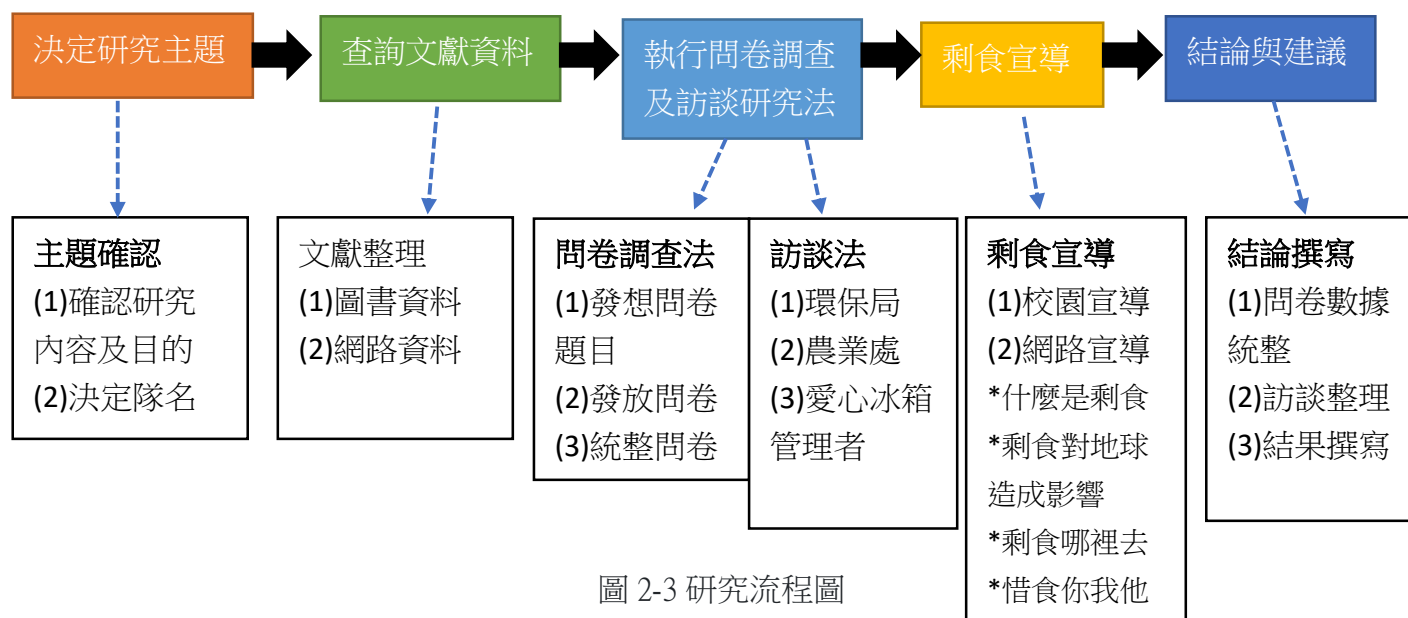 決定研究主題
查詢文獻資料
執行問卷調查
及訪談研究法
剩食宣導
結論與建議
主題確認
(1)確認研究
內容及目的
(2)決定隊名
文獻整理
(1)圖書資料
(2)網路資料
問卷調查法
(1)發想問卷
題目
(2)發放問卷
(3)統整問卷
訪談法
(1)環保局
(2)農業處
(3)愛心冰箱
管理者
剩食宣導
(1)校園宣導
(2)網路宣導
*什麼是剩食
*剩食對地球
造成影響
*剩食哪裡去
*惜食你我他
結論撰寫
(1)問卷數據
統整
(2)訪談整理
(3)結果撰寫
圖 2-3 研究流程圖